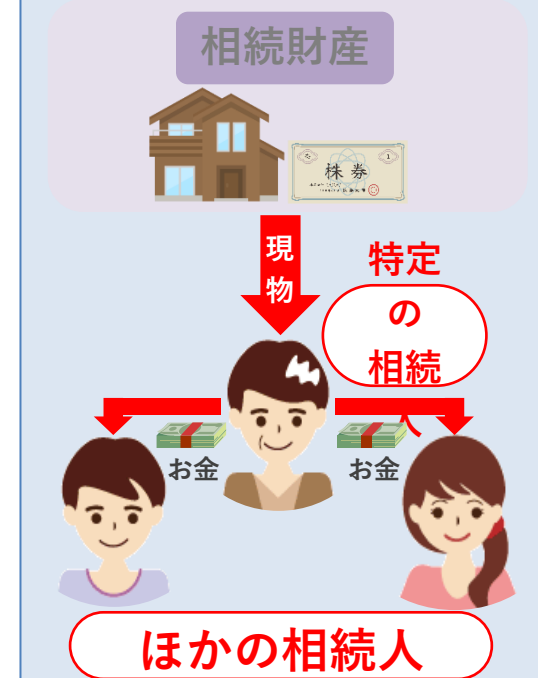 相続財産
株券
現
物
特定
の
相続
人
お金
お金
ほかの相続人